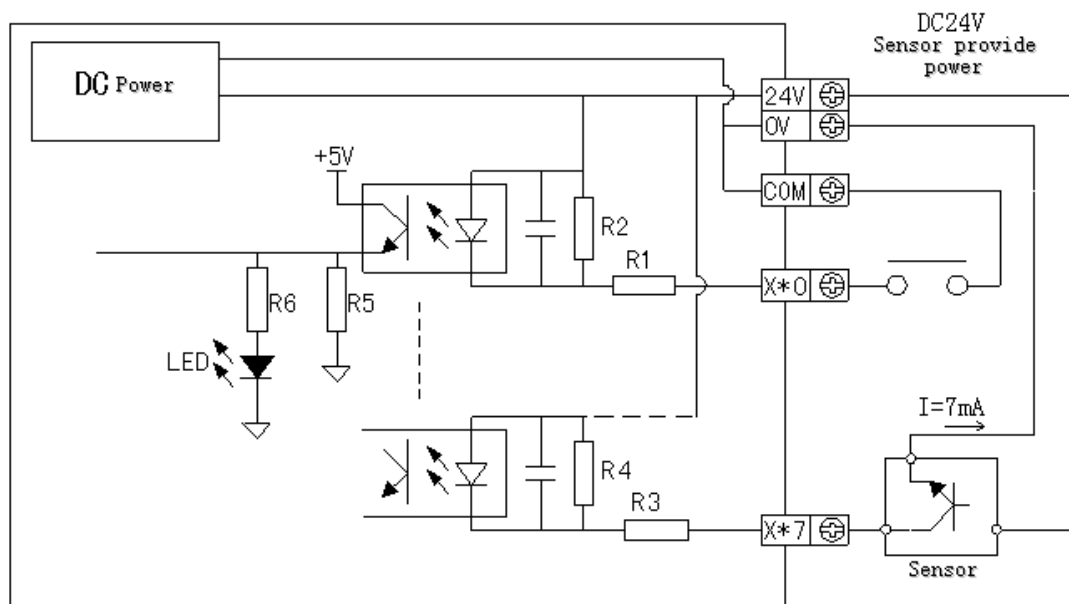 DC24V
Sensor provide
power
DC Power
24V
0V
+5V
COM
R2
R1
X*0
R6
R5
LED
I=7mA
R4
R3
X*7
Sensor